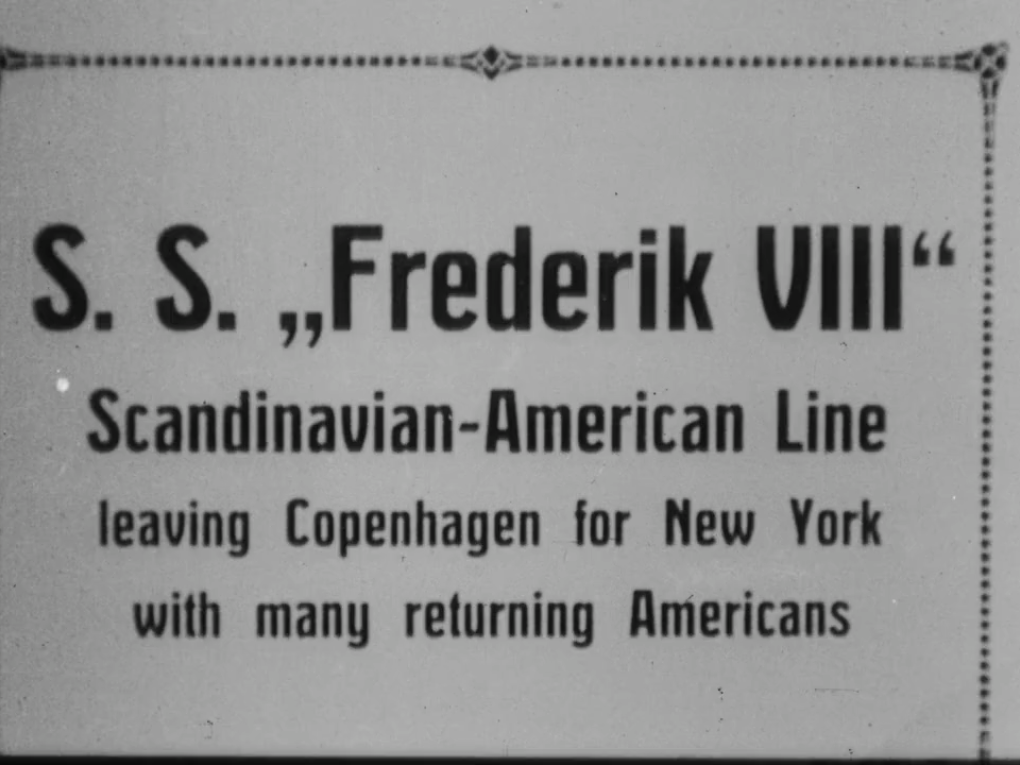 S. S. „Frederik VIII“
Scandinavian-American Line
leaving Copenhagen for New York
with many returning Americans